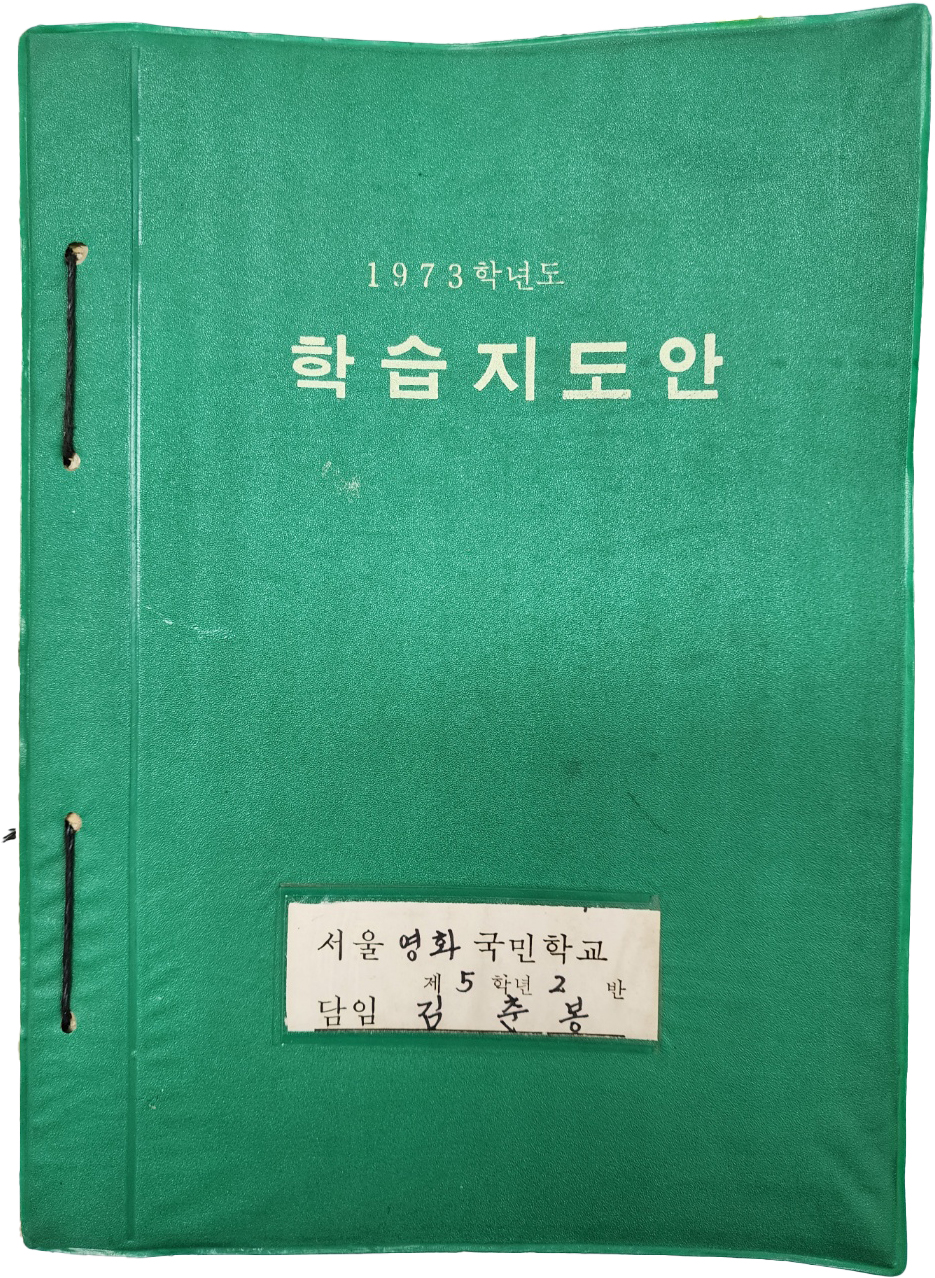 1973학년도
학습지도안
서울 영화 국민학교
제 5 학년 2 반
담임 김 춘 봉